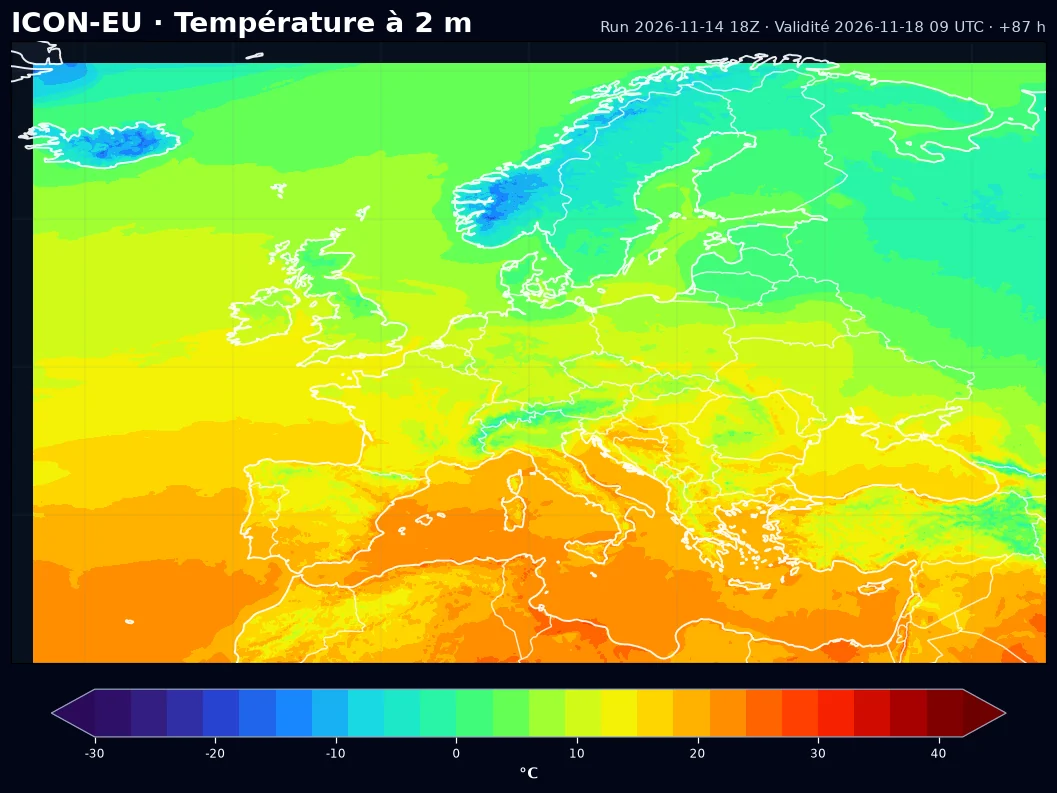 ICON-EU · Température à 2 m
Run 2026-11-14 18Z · Validité 2026-11-18 09 UTC · +87 h
-30 -20 -10 0 10 20 30 40
°C